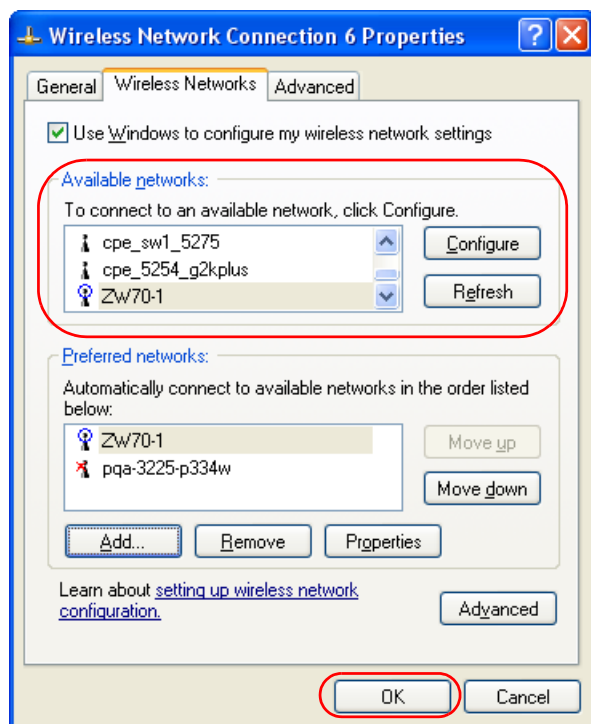 Wireless Network Connection 6 Properties
General Wireless Networks Advanced
Use Windows to configure my wireless network settings
Available networks:
To connect to an available network, click Configure.
cpe_sw1_5275
cpe_5254_g2kplus
ZW70-1
Configure
Refresh
Preferred networks:
Automatically connect to available networks in the order listed
below:
ZW70-1
pqa-3225-p334w
Move up
Move down
Add... Remove Properties
Learn about setting up wireless network
configuration.
Advanced
OK Cancel